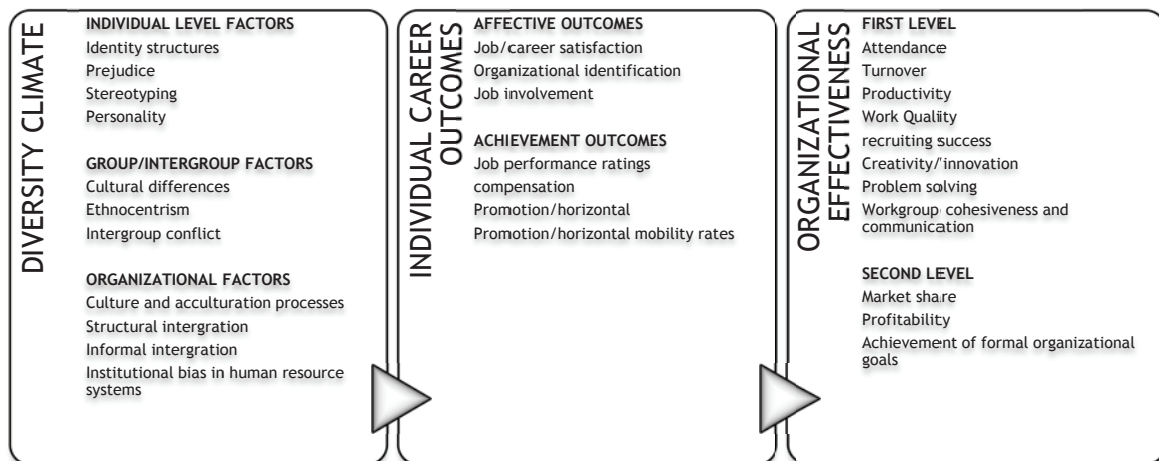 DIVERSITY CLIMATE
INDIVIDUAL LEVEL FACTORS
Identity structures
Prejudice
Stereotyping
Personality
GROUP/INTERGROUP FACTORS
Cultural differences
Ethnocentrism
Intergroup conflict
ORGANIZATIONAL FACTORS
Culture and acculturation processes
Structural intergration
Informal intergration
Institutional bias in human resource
systems
INDIVIDUAL CAREER
OUTCOMES
AFFECTIVE OUTCOMES
Job/career satisfaction
Organizational identification
Job involvement
ACHIEVEMENT OUTCOMES
Job performance ratings
compensation
Promotion/horizontal
Promotion/horizontal mobility rates
ORGANIZATIONAL
EFFECTIVENESS
FIRST LEVEL
Attendance
Turnover
Productivity
Work Quality
recruiting success
Creativity/innovation
Problem solving
Workgroup cohesiveness and
communication
SECOND LEVEL
Market share
Profitability
Achievement of formal organizational
goals